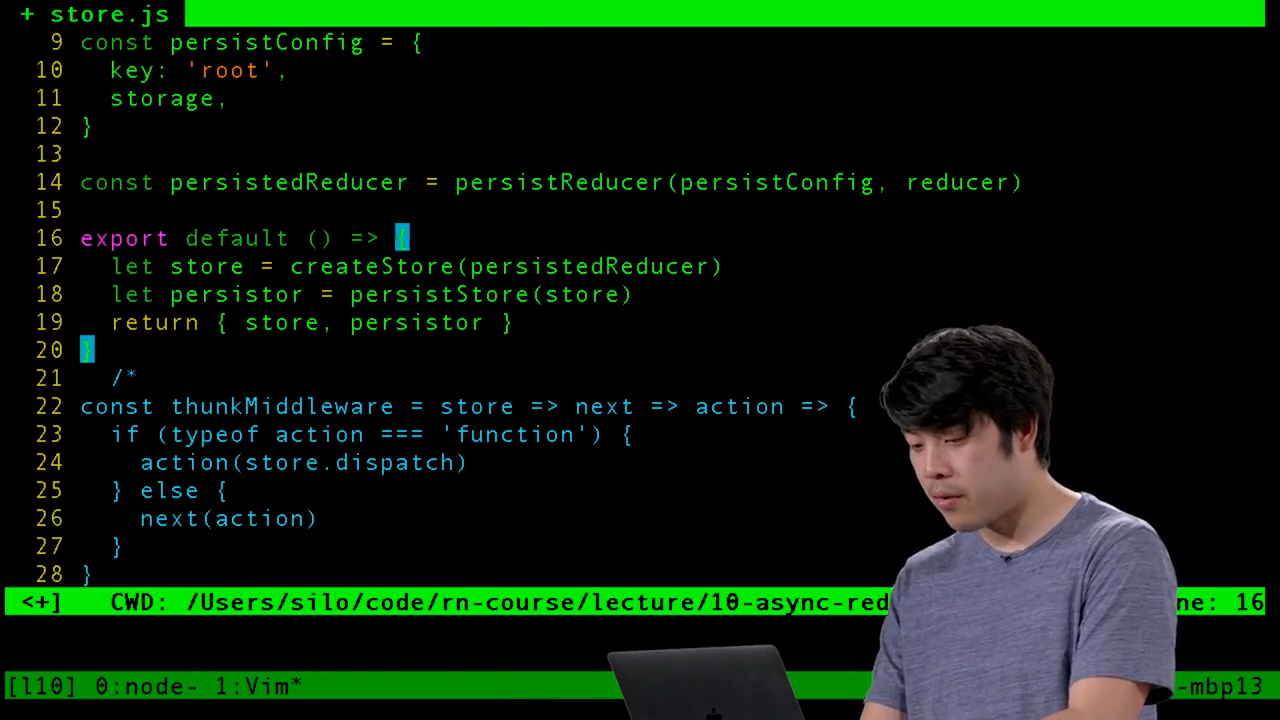 + store.js
9 const persistConfig = {
10   key: 'root',
11   storage,
12 }
13
14 const persistedReducer = persistReducer(persistConfig, reducer)
15
16 export default () => {
17   let store = createStore(persistedReducer)
18   let persistor = persistStore(store)
19   return { store, persistor }
20 }
21   /*
22 const thunkMiddleware = store => next => action => {
23   if (typeof action === 'function') {
24     action(store.dispatch)
25   } else {
26     next(action)
27   }
28 }
<+]   CWD: /Users/silo/code/rn-course/lecture/10-async-red ne: 16
[l10] 0:node- 1:Vim* -mbp13